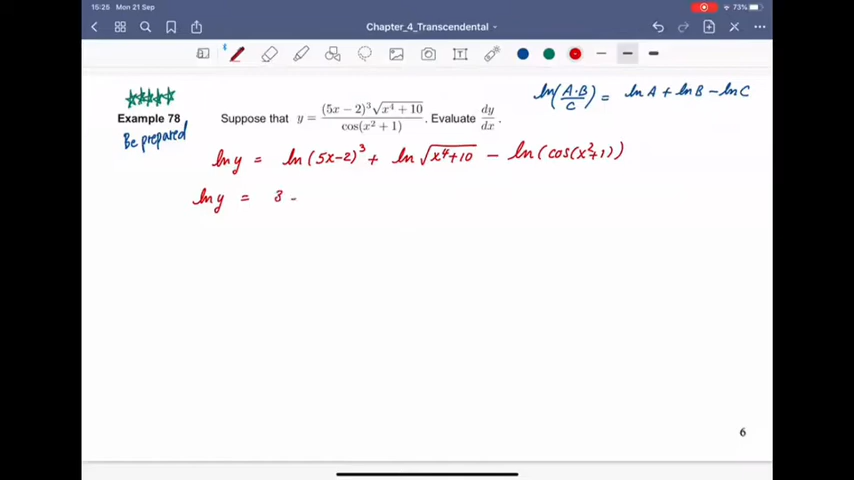 15:25 Mon 21 Sep
73%
Chapter_4_Transcendental
☆☆☆☆☆
Example 78 Suppose that y = (5x − 2)³√(x⁴ + 10) / cos(x² + 1). Evaluate dy/dx.
Be prepared
ln(A·B/C) = ln A + ln B − ln C
ln y = ln(5x−2)³ + ln √(x⁴+10) − ln(cos(x²+1))
ln y = 3
6